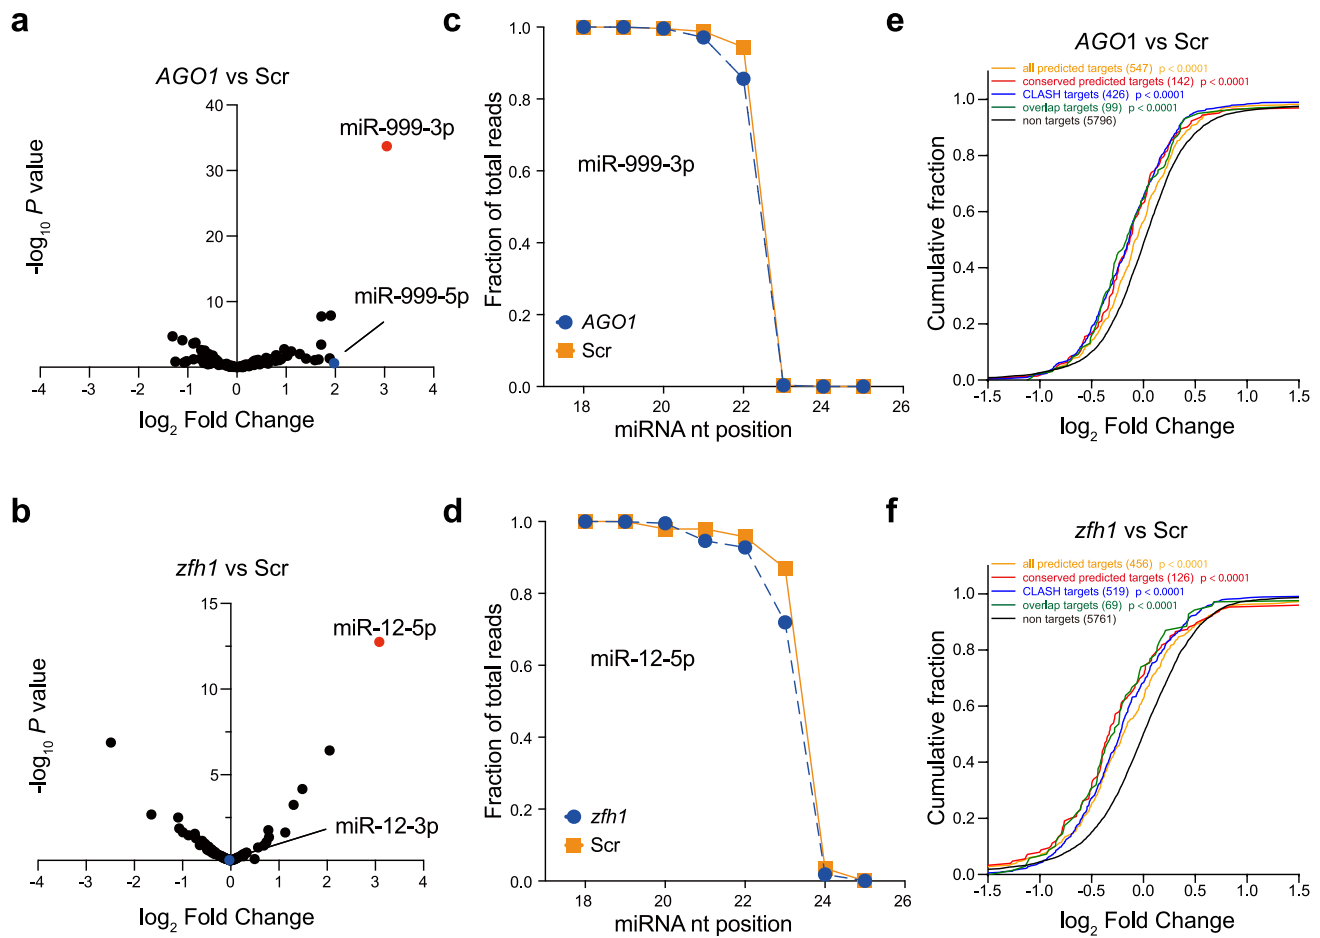 a
AGO1 vs Scr
40
30
20
10
-log10 P value
miR-999-3p
miR-999-5p
-4 -3 -2 -1 0 1 2 3 4
log2 Fold Change
c
1.0
0.8
0.6
0.4
0.2
0.0
Fraction of total reads
miR-999-3p
AGO1
Scr
18 20 22 24 26
miRNA nt position
e
AGO1 vs Scr
all predicted targets (547) p < 0.0001
conserved predicted targets (142) p < 0.0001
CLASH targets (426) p < 0.0001
overlap targets (99) p < 0.0001
non targets (5796)
1.0
0.8
0.6
0.4
0.2
0.0
Cumulative fraction
-1.5 -1.0 -0.5 0.0 0.5 1.0 1.5
log2 Fold Change
b
zfh1 vs Scr
15
10
5
-log10 P value
miR-12-5p
miR-12-3p
-4 -3 -2 -1 0 1 2 3 4
log2 Fold Change
d
1.0
0.8
0.6
0.4
0.2
0.0
Fraction of total reads
miR-12-5p
zfh1
Scr
18 20 22 24 26
miRNA nt position
f
zfh1 vs Scr
all predicted targets (456) p < 0.0001
conserved predicted targets (126) p < 0.0001
CLASH targets (519) p < 0.0001
overlap targets (69) p < 0.0001
non targets (5761)
1.0
0.8
0.6
0.4
0.2
0.0
Cumulative fraction
-1.5 -1.0 -0.5 0.0 0.5 1.0 1.5
log2 Fold Change